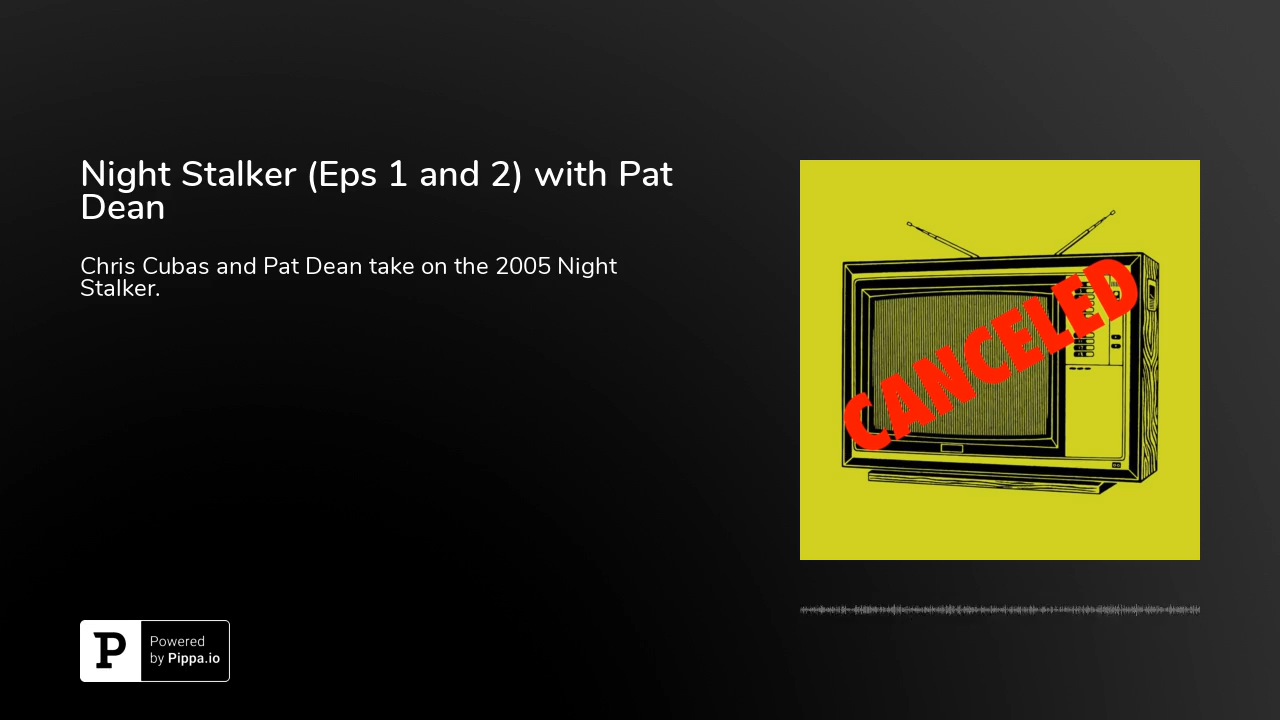 Night Stalker (Eps 1 and 2) with Pat
Dean
Chris Cubas and Pat Dean take on the 2005 Night
Stalker.
CANCELED
P
Powered
by Pippa.io